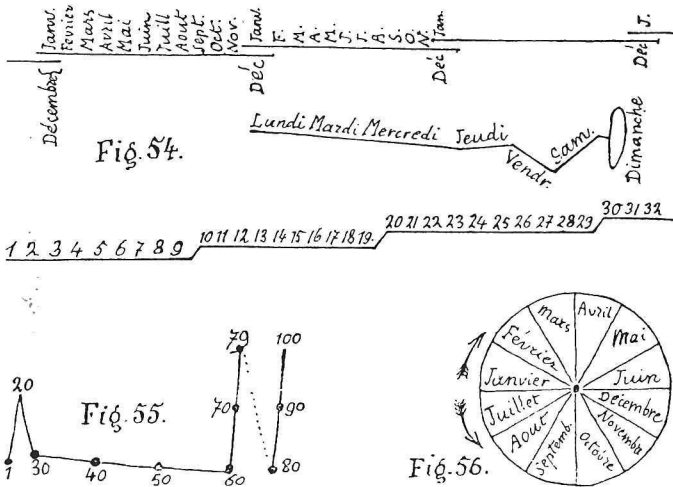 Janv. Février Mars Avril Mai Juin Juill Aout Sept. Oct. Nov. Janv. F. M. A. M. J. J. A. S. O. N. Jan. J.
Décembre Déc Déc Déc
Fig. 54.
Lundi Mardi Mercredi Jeudi Vendr. Sam. Dimanche
1 2 3 4 5 6 7 8 9 10 11 12 13 14 15 16 17 18 19. 20 21 22 23 24 25 26 27 28 29 30 31 32
20 79 100
Fig. 55.
70 90
1 30 40 50 60 80
Mars Avril
Février Mai
Janvier Juin
Juillet Décembre
Aout Novembre
Septemb. Octobre
Fig. 56.